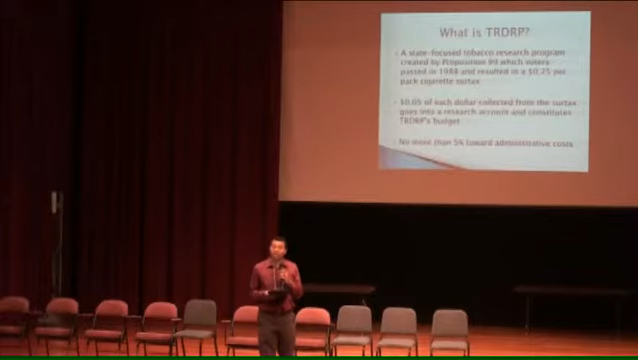 What is TRDRP?
A state-focused tobacco research program
created by Proposition 99 which voters
passed in 1988 and resulted in a $0.25 per
pack cigarette surtax
$0.05 of each dollar collected from the surtax
goes into a research account and constitutes
TRDRP's budget
No more than 5% toward administrative costs